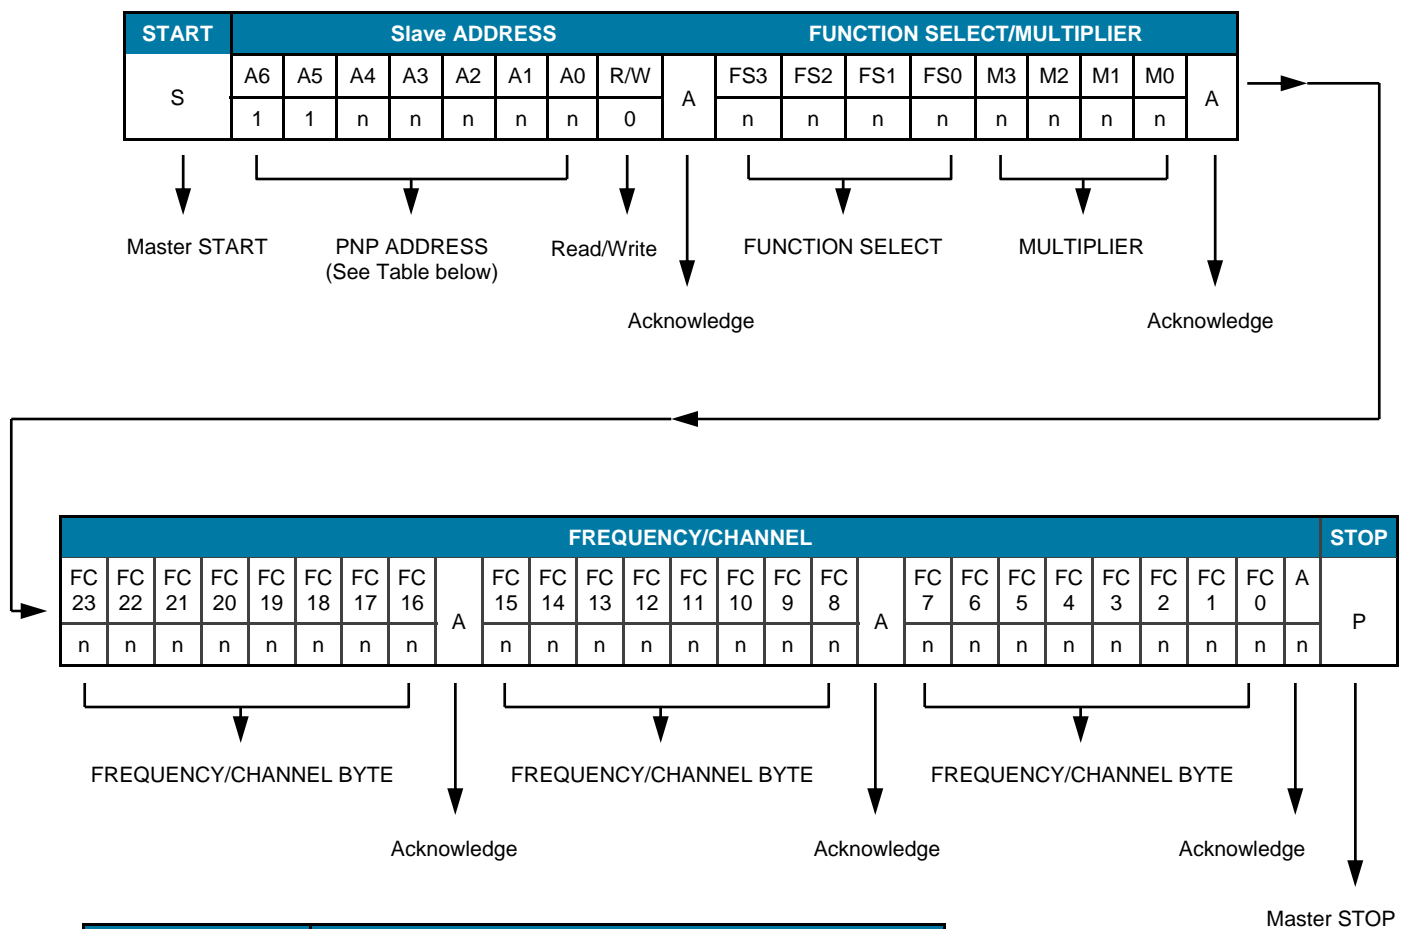 START Slave ADDRESS FUNCTION SELECT/MULTIPLIER
S A6 A5 A4 A3 A2 A1 A0 R/W A FS3 FS2 FS1 FS0 M3 M2 M1 M0 A
1 1 n n n n n 0 n n n n n n n n
Master START PNP ADDRESS Read/Write FUNCTION SELECT MULTIPLIER
(See Table below)
Acknowledge Acknowledge
FREQUENCY/CHANNEL STOP
FC FC FC FC FC FC FC FC FC FC FC FC FC FC FC FC FC FC FC FC FC FC FC FC A
23 22 21 20 19 18 17 16 A 15 14 13 12 11 10 9 8 A 7 6 5 4 3 2 1 0 P
n n n n n n n n n n n n n n n n n n n n n n n n n
FREQUENCY/CHANNEL BYTE FREQUENCY/CHANNEL BYTE FREQUENCY/CHANNEL BYTE
Acknowledge Acknowledge Acknowledge
Master STOP